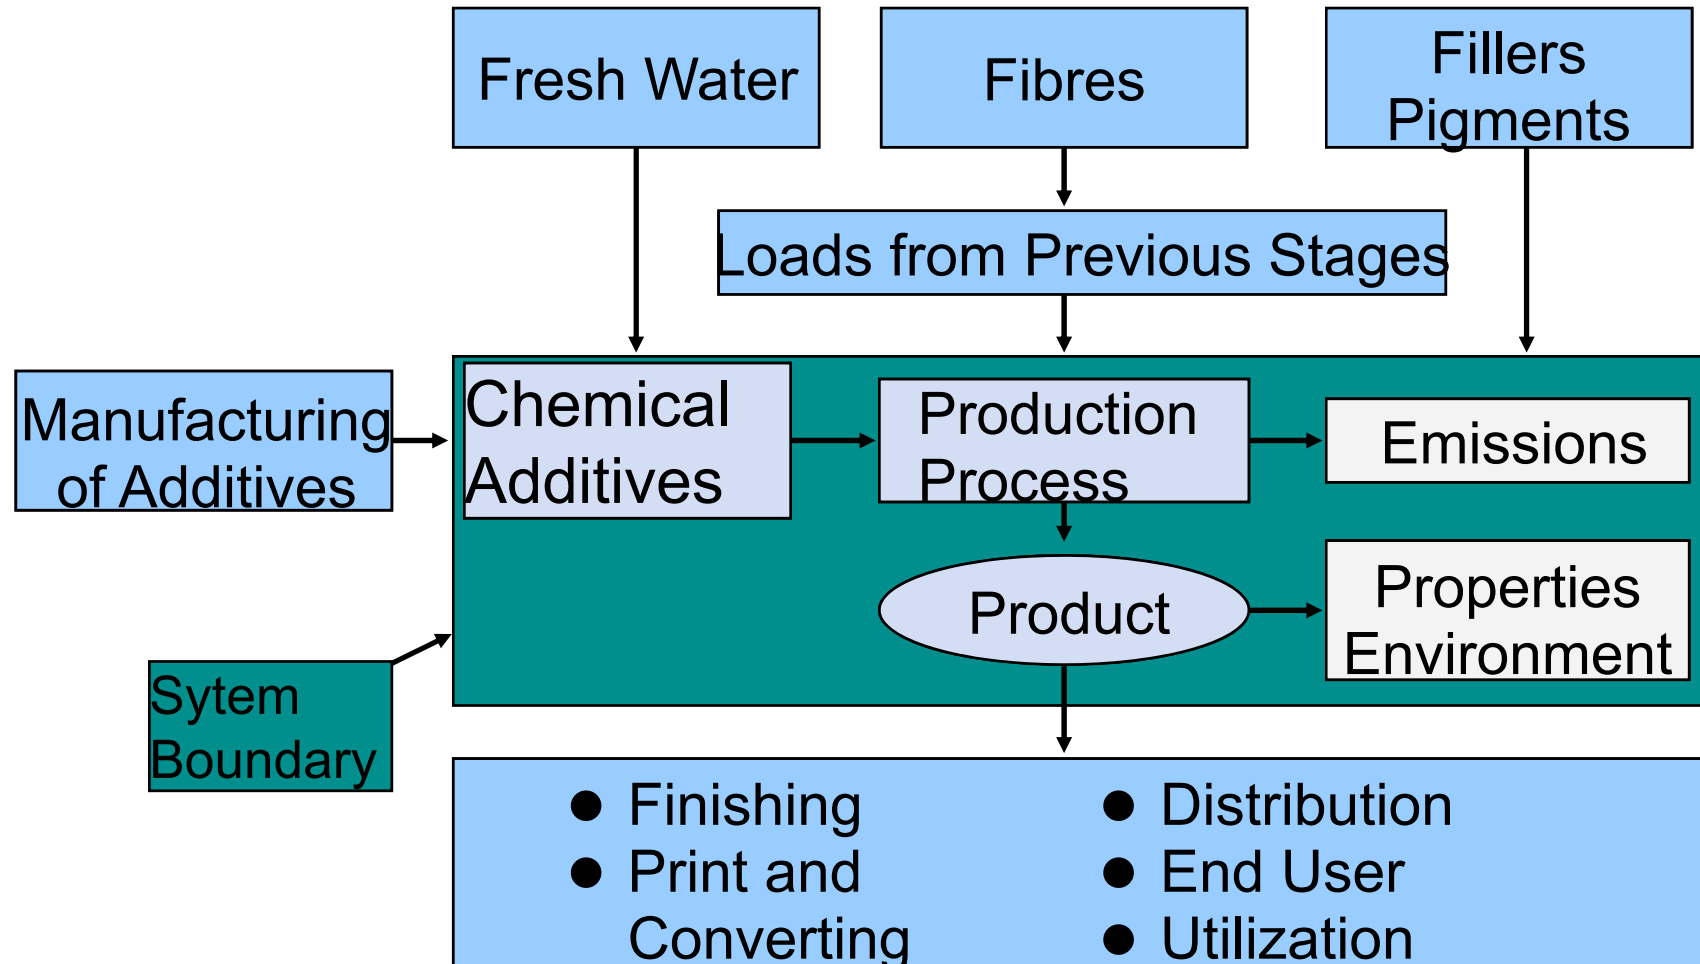 Fresh Water
Fibres
Fillers
Pigments
Loads from Previous Stages
Manufacturing
of Additives
Chemical
Additives
Production
Process
Emissions
Product
Properties
Environment
Sytem
Boundary
● Finishing
● Print and
Converting
● Distribution
● End User
● Utilization